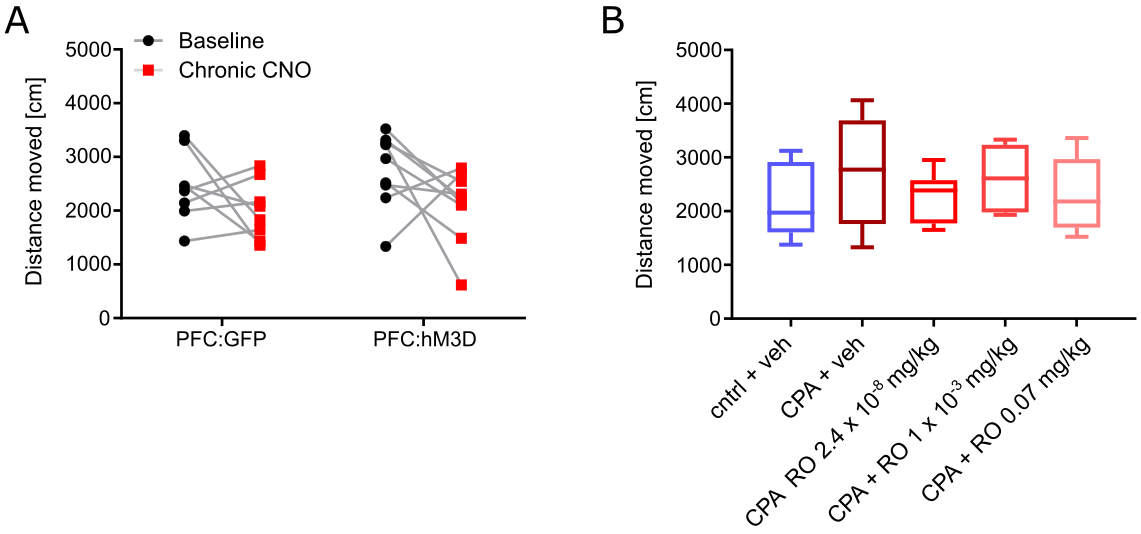 A
Baseline
Chronic CNO
Distance moved [cm]
5000
4000
3000
2000
1000
0
PFC:GFP
PFC:hM3D
B
Distance moved [cm]
5000
4000
3000
2000
1000
0
cntrl + veh
CPA + veh
CPA RO 2.4 x 10⁻⁸ mg/kg
CPA + RO 1 x 10⁻³ mg/kg
CPA + RO 0.07 mg/kg